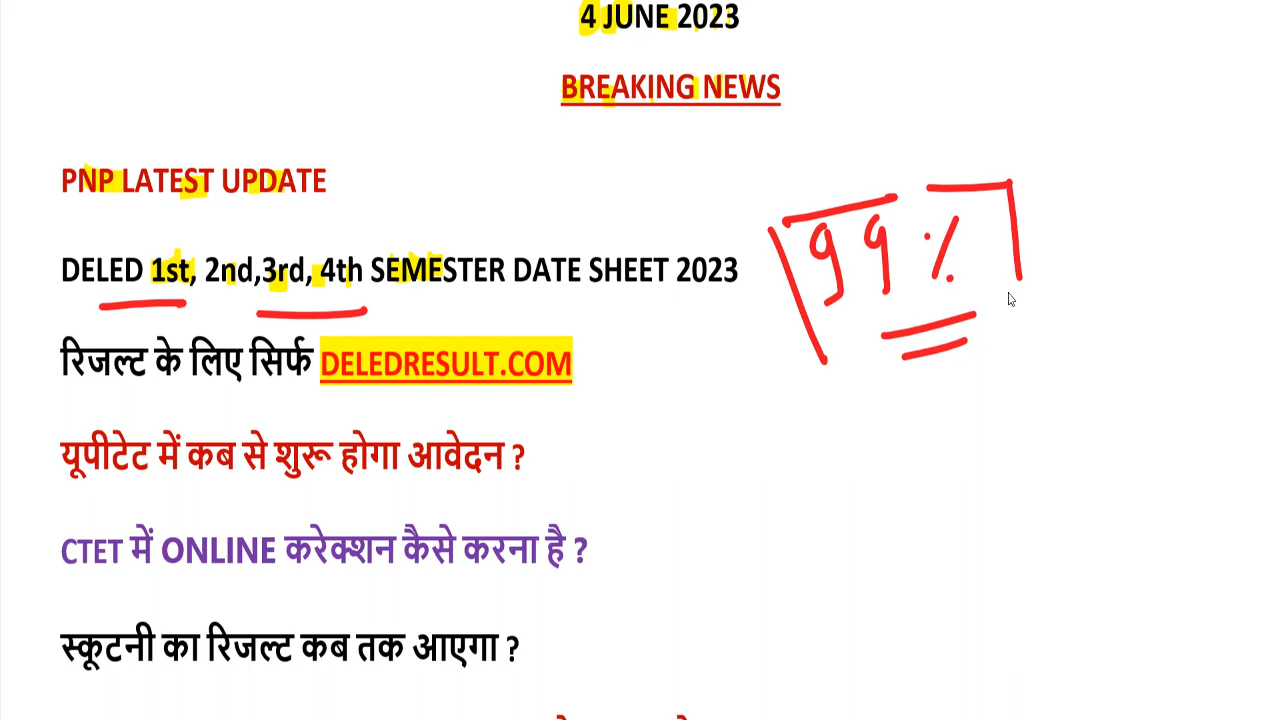 4 JUNE 2023
BREAKING NEWS
PNP LATEST UPDATE
DELED 1st, 2nd,3rd, 4th SEMESTER DATE SHEET 2023
99 %
रिजल्ट के लिए सिर्फ DELEDRESULT.COM
यूपीटेट में कब से शुरू होगा आवेदन ?
CTET में ONLINE करेक्शन कैसे करना है ?
स्कूटनी का रिजल्ट कब तक आएगा ?